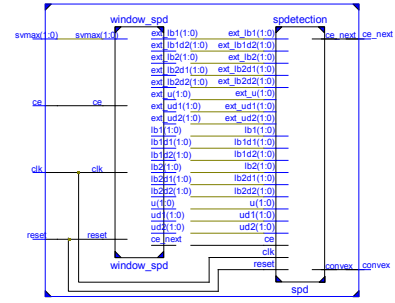 window_spd
spdetection
svmax(1:0)
svmax(1:0)
ext_lb1(1:0)
ext_lb1(1:0)
ce_next
ce_next
ext_lb1d2(1:0)
ext_lb1d2(1:0)
ext_lb2(1:0)
ext_lb2(1:0)
ext_lb2d1(1:0)
ext_lb2d1(1:0)
ext_lb2d2(1:0)
ext_lb2d2(1:0)
ext_u(1:0)
ext_u(1:0)
ce
ce
ext_ud1(1:0)
ext_ud1(1:0)
ext_ud2(1:0)
ext_ud2(1:0)
lb1(1:0)
lb1(1:0)
lb1d1(1:0)
lb1d1(1:0)
lb1d2(1:0)
lb1d2(1:0)
clk
clk
lb2(1:0)
lb2(1:0)
lb2d1(1:0)
lb2d1(1:0)
lb2d2(1:0)
lb2d2(1:0)
u(1:0)
u(1:0)
ud1(1:0)
ud1(1:0)
ud2(1:0)
ud2(1:0)
reset
reset
ce_next
ce
clk
window_spd
reset
convex
convex
spd